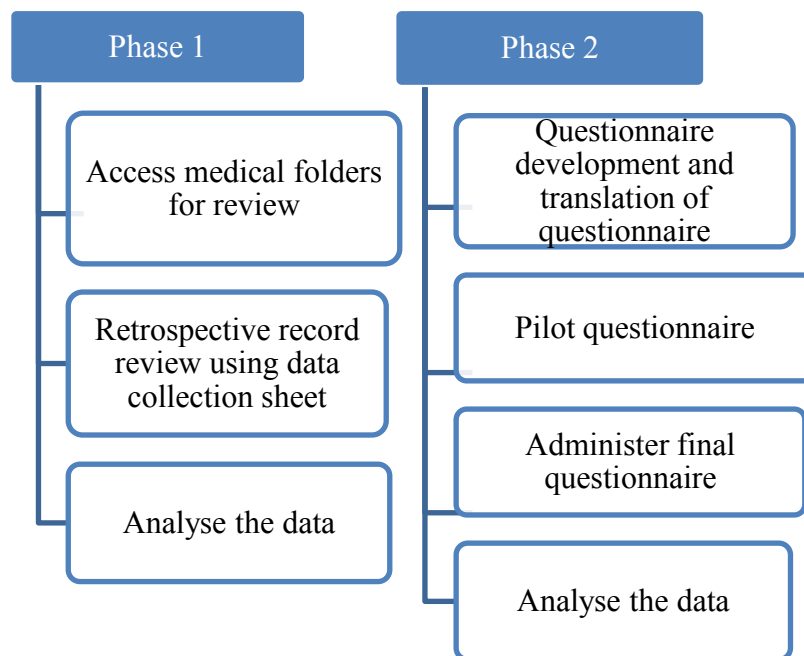 Phase 1
Access medical folders
for review
Retrospective record
review using data
collection sheet
Analyse the data
Phase 2
Questionnaire
development and
translation of
questionnaire
Pilot questionnaire
Administer final
questionnaire
Analyse the data